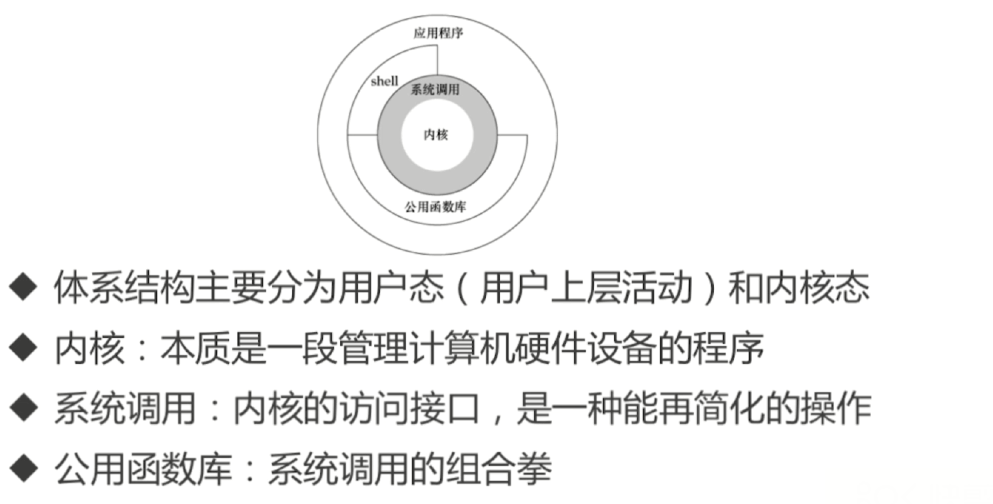 应用程序
shell
系统调用
内核
公用函数库
◆ 体系结构主要分为用户态（用户上层活动）和内核态
◆ 内核：本质是一段管理计算机硬件设备的程序
◆ 系统调用：内核的访问接口，是一种能再简化的操作
◆ 公用函数库：系统调用的组合拳